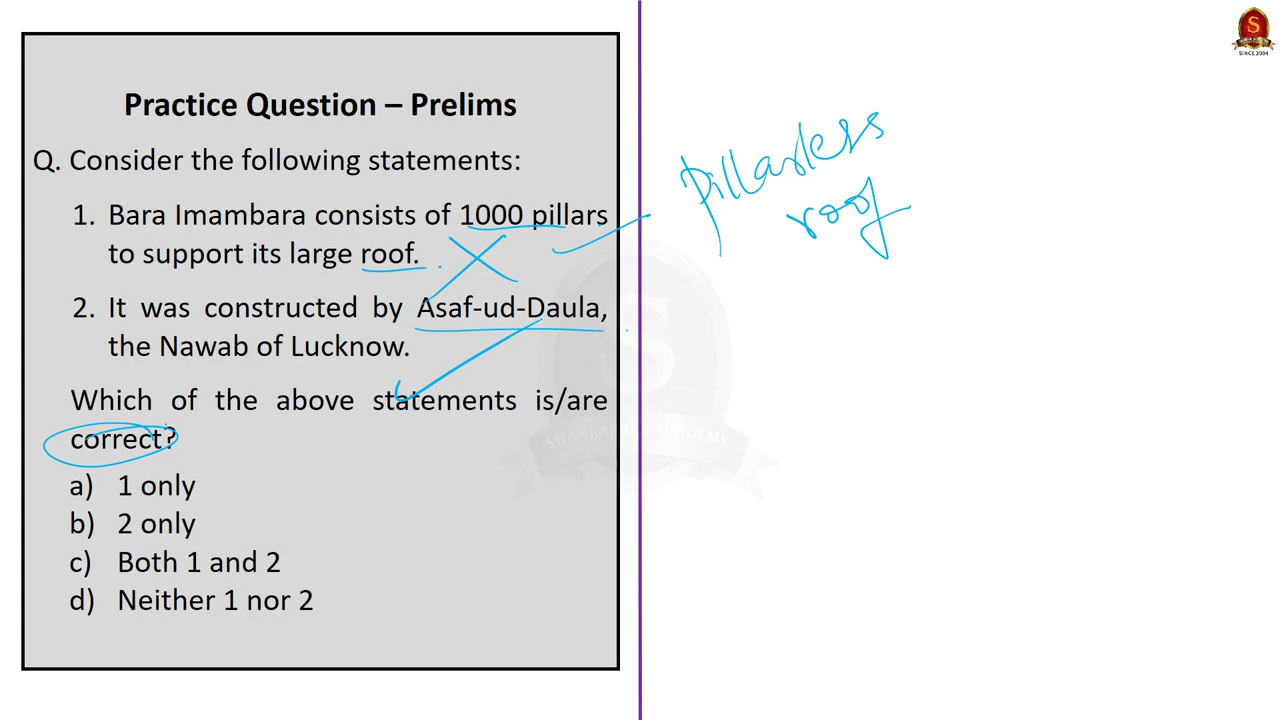 Practice Question – Prelims
Q. Consider the following statements:
1. Bara Imambara consists of 1000 pillars
to support its large roof.
2. It was constructed by Asaf-ud-Daula,
the Nawab of Lucknow.
Which of the above statements is/are
correct?
a) 1 only
b) 2 only
c) Both 1 and 2
d) Neither 1 nor 2
pillarless
roof
S
SINCE 2004